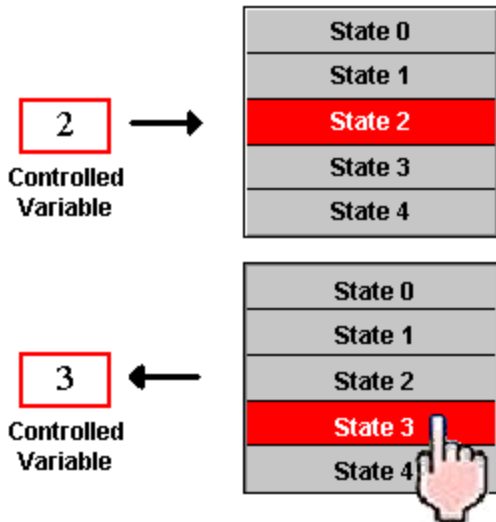 State 0
State 1
2
State 2
Controlled
Variable
State 3
State 4
State 0
State 1
3
State 2
Controlled
Variable
State 3
State 4